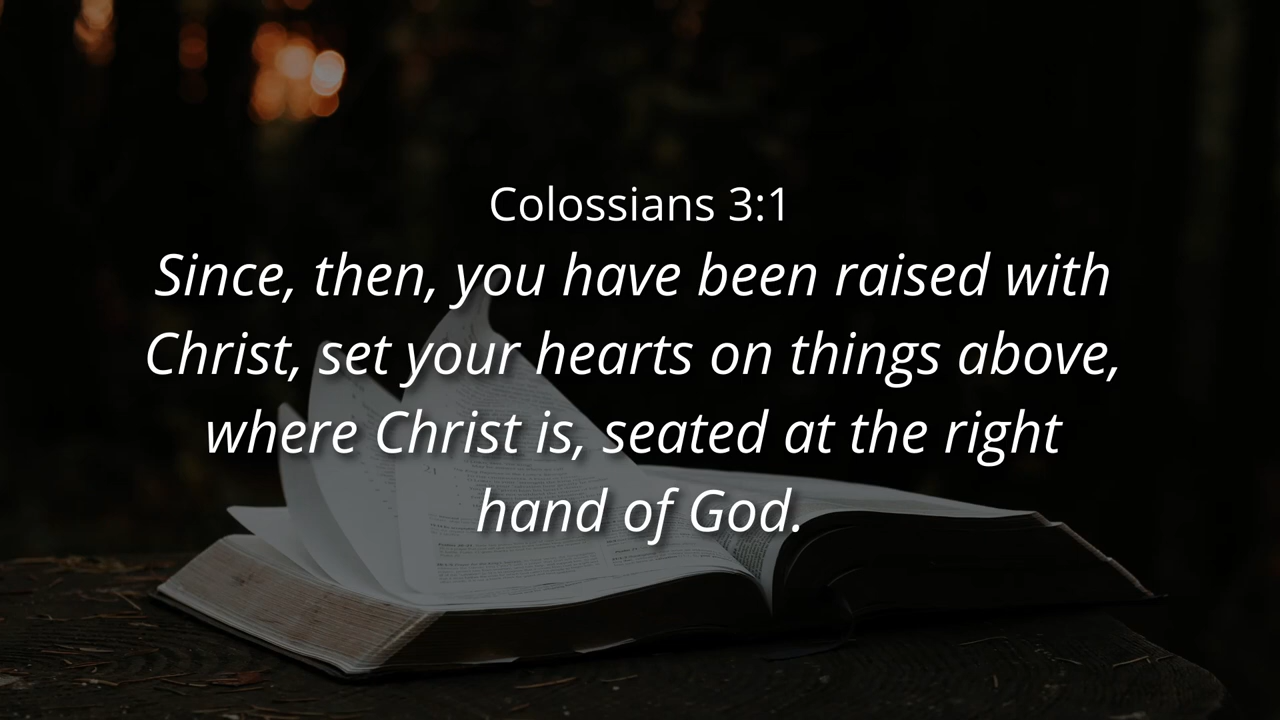 Colossians 3:1
Since, then, you have been raised with
Christ, set your hearts on things above,
where Christ is, seated at the right
hand of God.